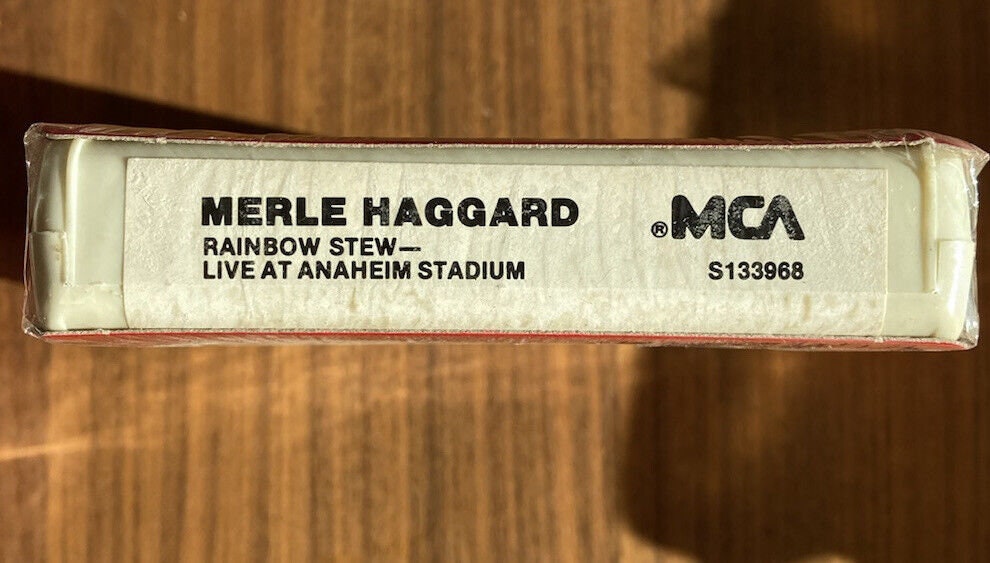 MERLE HAGGARD
RAINBOW STEW—
LIVE AT ANAHEIM STADIUM
®MCA
S133968